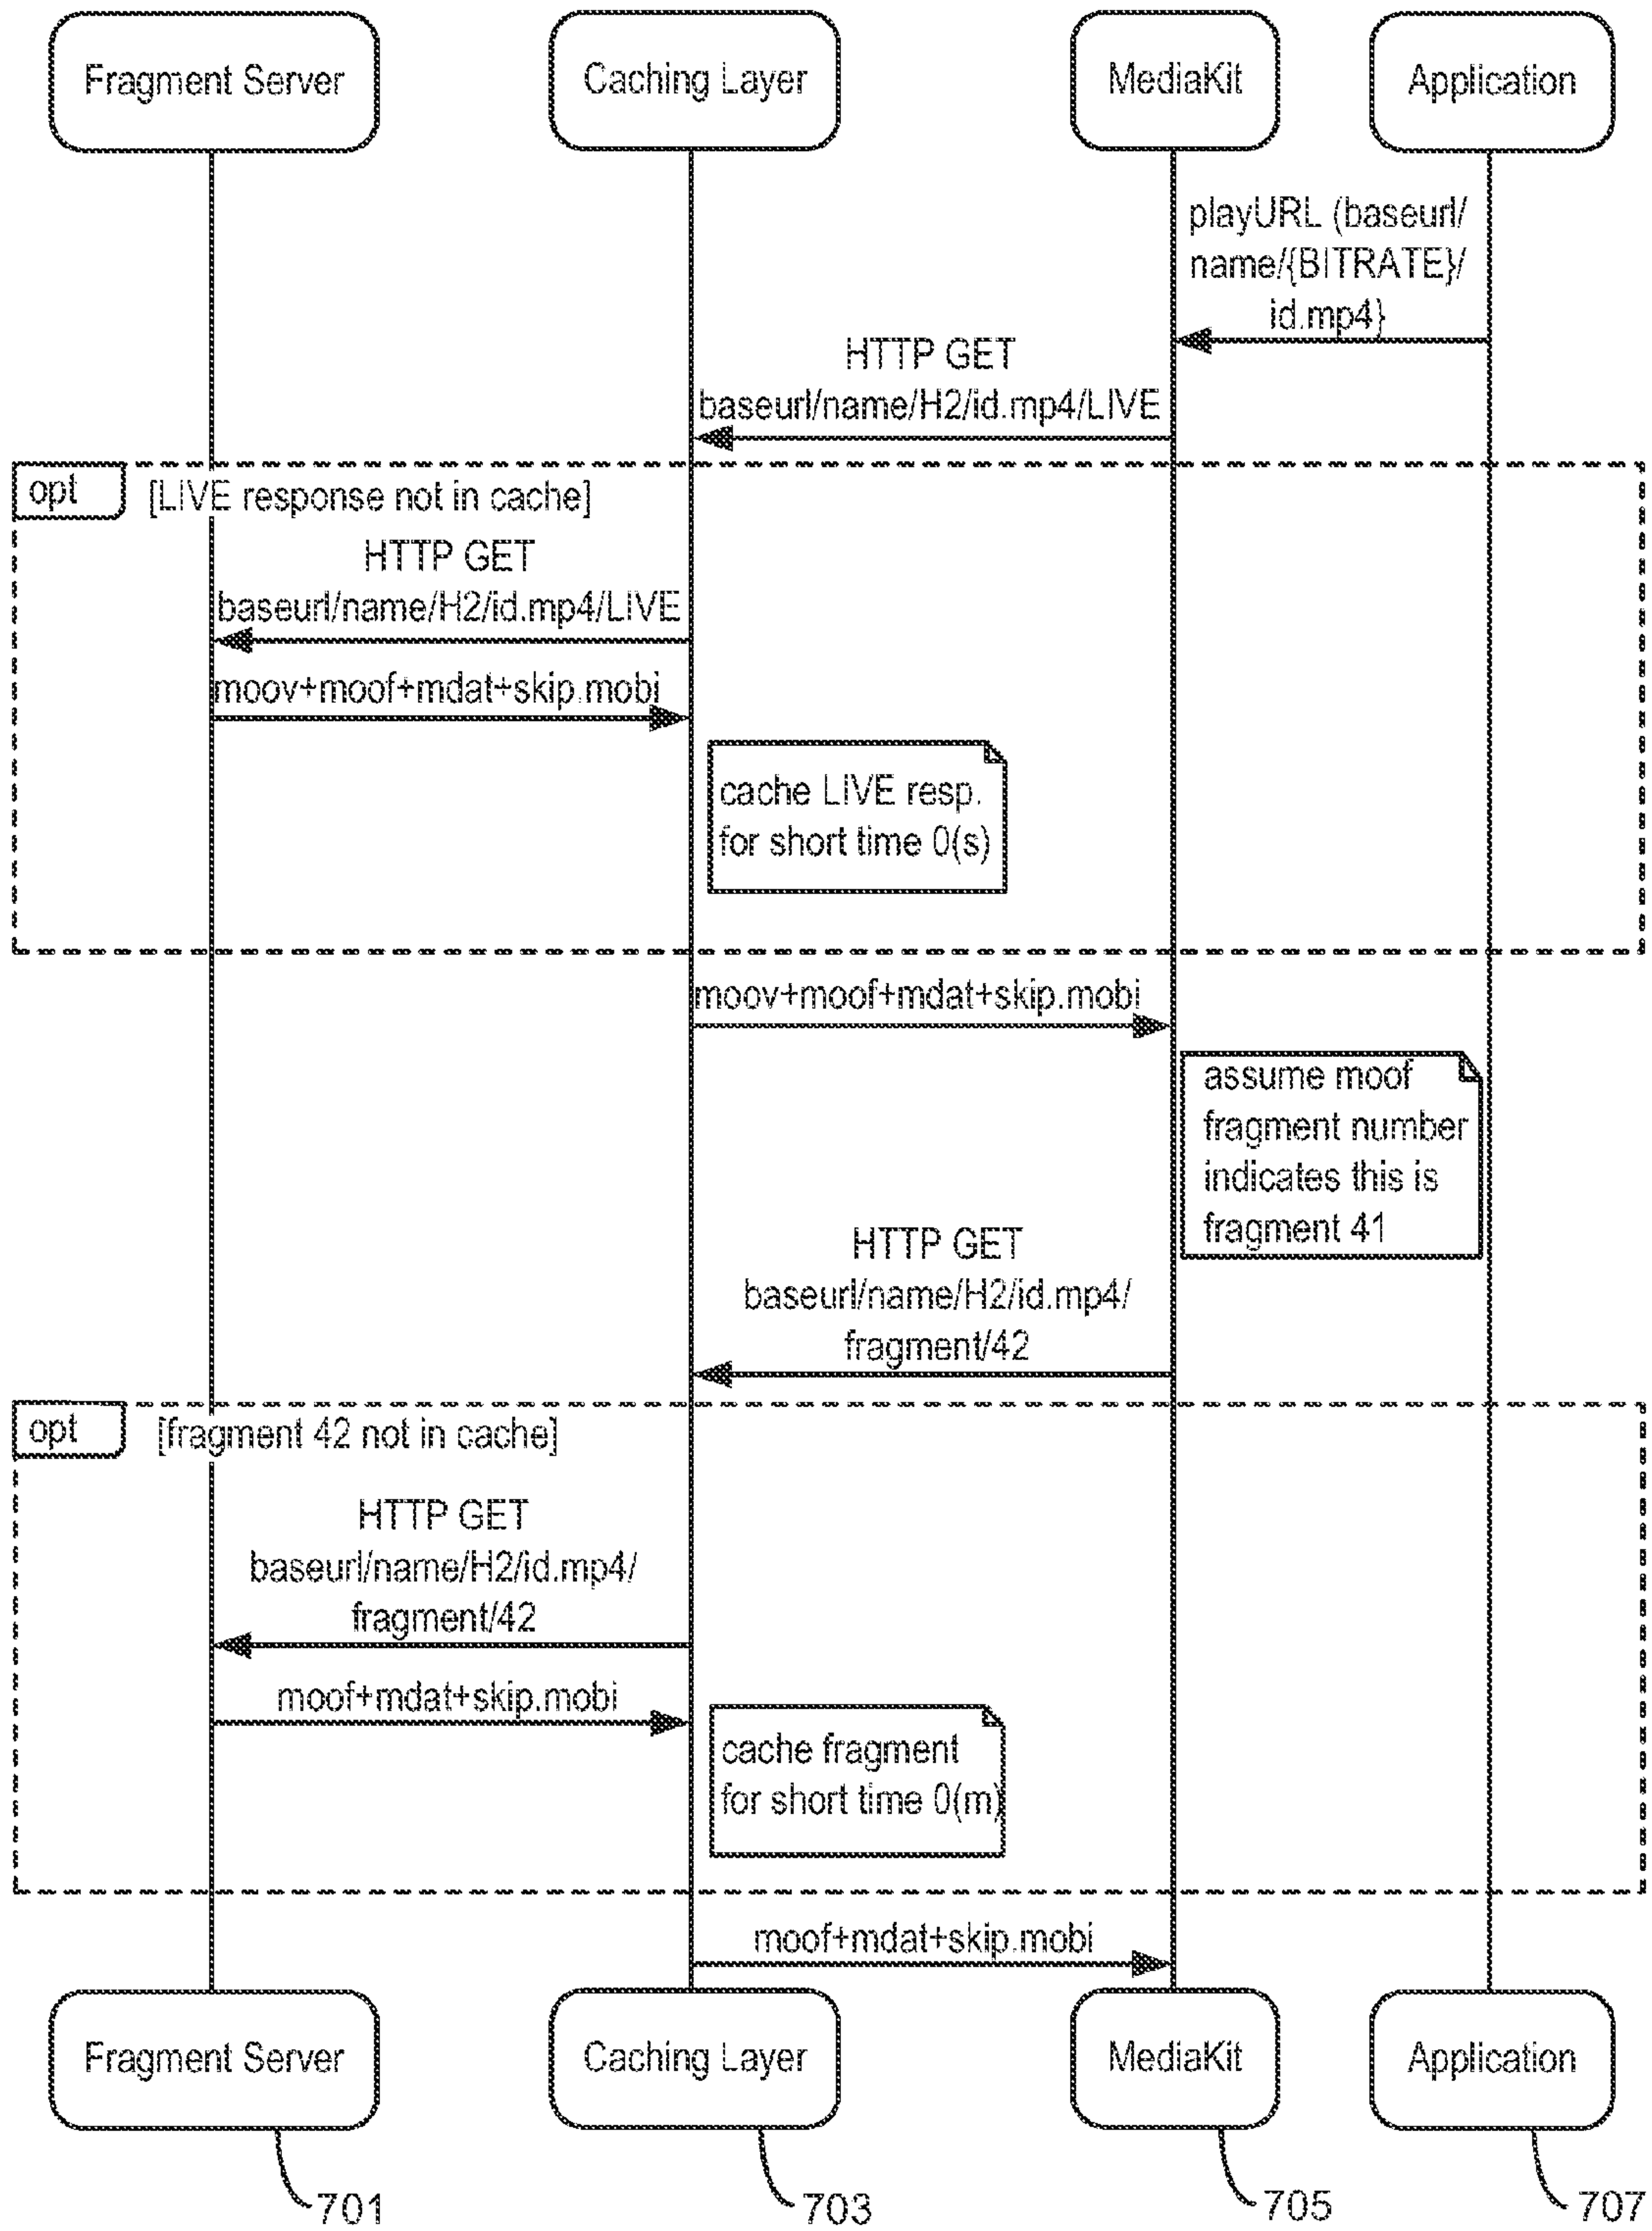 Fragment Server
Caching Layer
MediaKit
Application
playURL (baseurl/
name/{BITRATE}/
id.mp4}
HTTP GET
baseurl/name/H2/id.mp4/LIVE
opt
[LIVE response not in cache]
HTTP GET
baseurl/name/H2/id.mp4/LIVE
moov+moof+mdat+skip.mobi
cache LIVE resp.
for short time 0(s)
moov+moof+mdat+skip.mobi
assume moof
fragment number
indicates this is
fragment 41
HTTP GET
baseurl/name/H2/id.mp4/
fragment/42
opt
[fragment 42 not in cache]
HTTP GET
baseurl/name/H2/id.mp4/
fragment/42
moof+mdat+skip.mobi
cache fragment
for short time 0(m)
moof+mdat+skip.mobi
Fragment Server
Caching Layer
MediaKit
Application
701
703
705
707